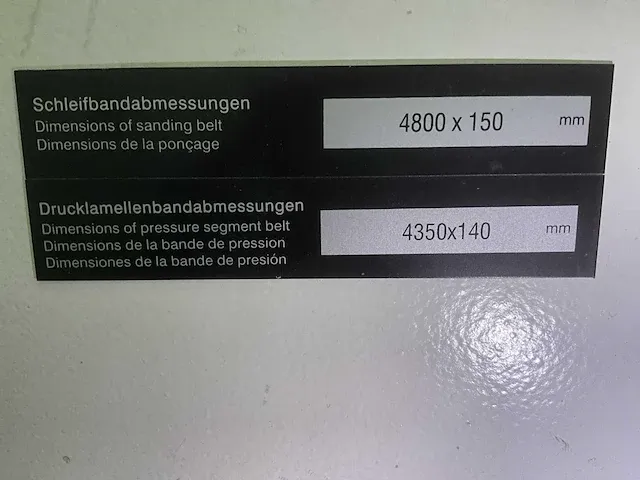 Schleifbandabmessungen
Dimensions of sanding belt
Dimensions de la ponçage
4800 x 150 mm
Drucklamellenbandabmessungen
Dimensions of pressure segment belt
Dimensions de la bande de pression
Dimensiones de la bande de presión
4350x140 mm